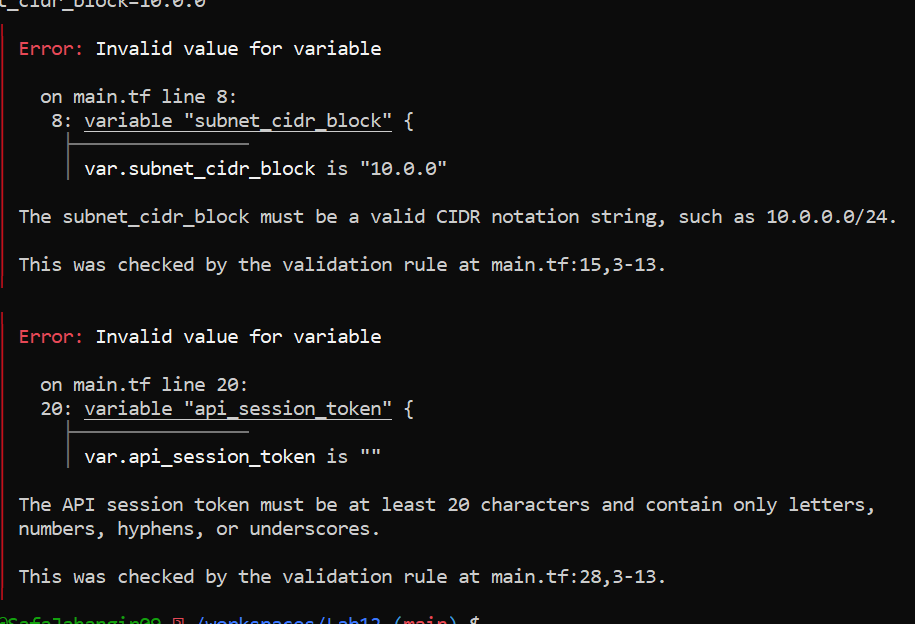 t_cidr_block=10.0.0
Error: Invalid value for variable
on main.tf line 8:
8: variable "subnet_cidr_block" {
var.subnet_cidr_block is "10.0.0"
The subnet_cidr_block must be a valid CIDR notation string, such as 10.0.0.0/24.
This was checked by the validation rule at main.tf:15,3-13.
Error: Invalid value for variable
on main.tf line 20:
20: variable "api_session_token" {
var.api_session_token is ""
The API session token must be at least 20 characters and contain only letters,
numbers, hyphens, or underscores.
This was checked by the validation rule at main.tf:28,3-13.
/workspaces/Lab12 (main) $